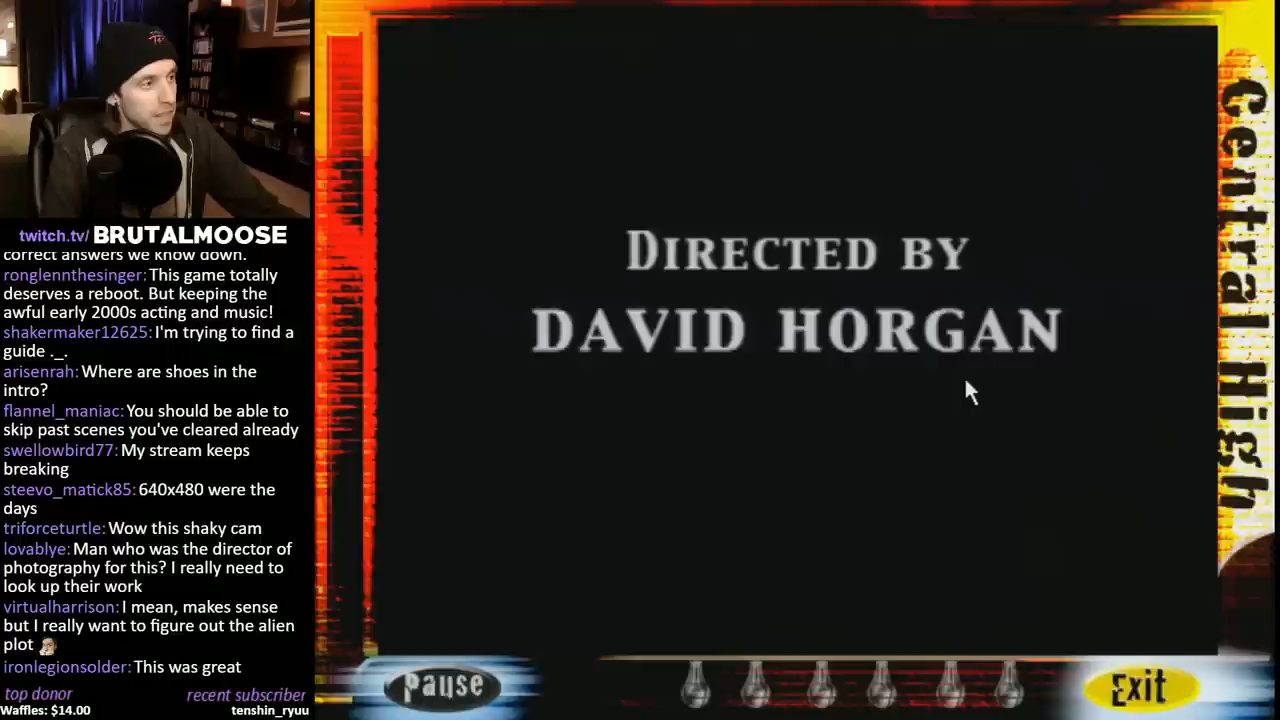 twitch.tv/ BRUTALMOOSE
correct answers we know down.
ronglennthesinger: This game totally
deserves a reboot. But keeping the
awful early 2000s acting and music!
shakermaker12625: I'm trying to find a
guide ._.
arisenrah: Where are shoes in the
intro?
flannel_maniac: You should be able to
skip past scenes you've cleared already
swellowbird77: My stream keeps
breaking
steevo_matick85: 640x480 were the
days
triforceturtle: Wow this shaky cam
lovablye: Man who was the director of
photography for this? I really need to
look up their work
virtualharrison: I mean, makes sense
but I really want to figure out the alien
plot
ironlegionsolder: This was great
top donor recent subscriber
Waffles: $14.00 tenshin_ryuu
DIRECTED BY
DAVID HORGAN
Central High
Pause
Exit